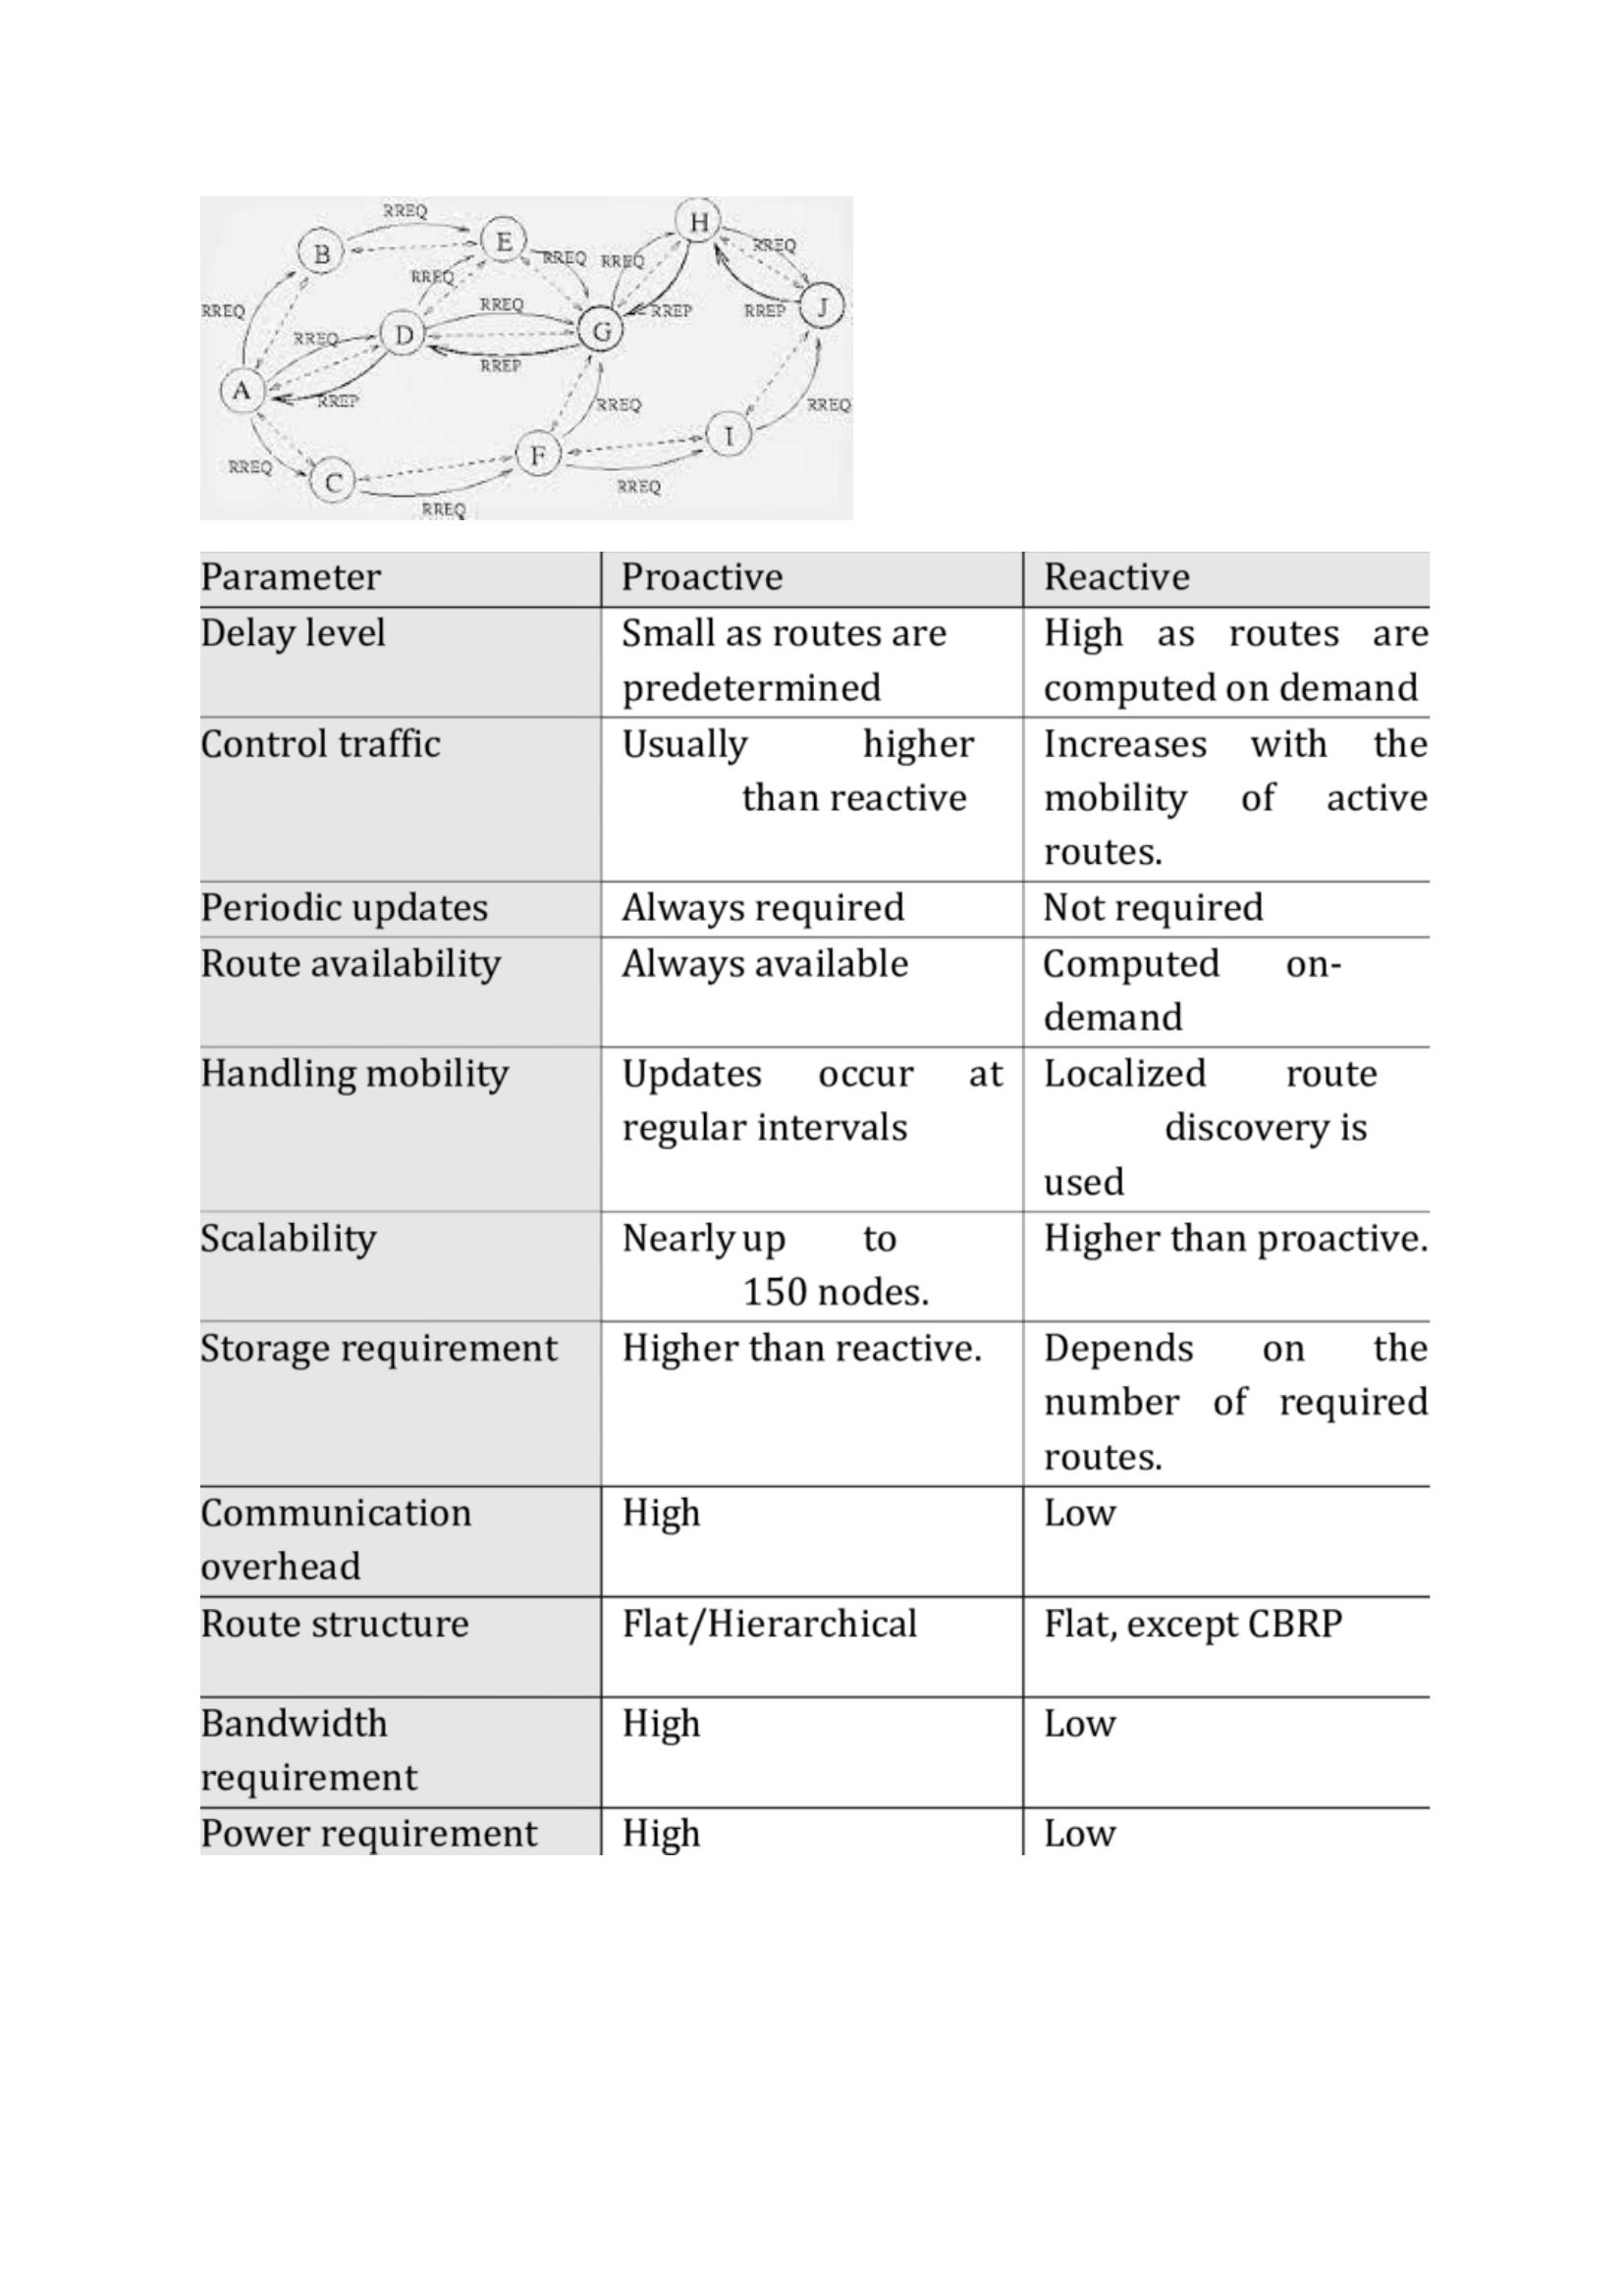 RREQ
H
B
E
RREQ
RREQ
RREQ
RREQ
RREQ
RREQ
RREP
RREP
J
D
G
RREQ
RREP
A
RREP
RREQ
RREQ
I
F
RREQ
C
RREQ
RREQ
Parameter Proactive Reactive
Delay level Small as routes are High as routes are
predetermined computed on demand
Control traffic Usually higher Increases with the
than reactive mobility of active
routes.
Periodic updates Always required Not required
Route availability Always available Computed on-
demand
Handling mobility Updates occur at Localized route
regular intervals discovery is
used
Scalability Nearly up to Higher than proactive.
150 nodes.
Storage requirement Higher than reactive. Depends on the
number of required
routes.
Communication High Low
overhead
Route structure Flat/Hierarchical Flat, except CBRP
Bandwidth High Low
requirement
Power requirement High Low